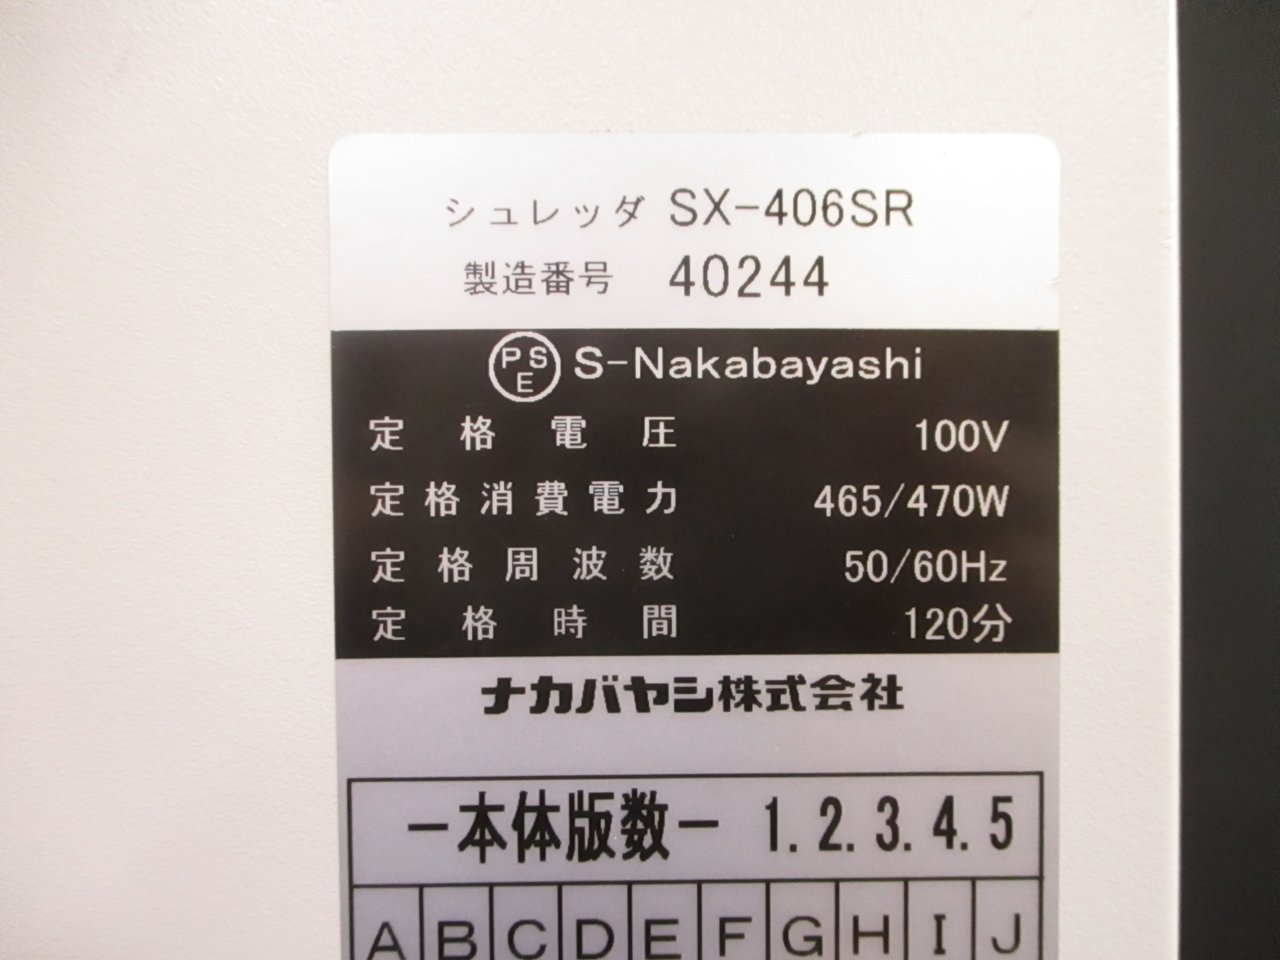 シュレッダ SX-406SR
製造番号 40244
PSE S-Nakabayashi
定格電圧 100V
定格消費電力 465/470W
定格周波数 50/60Hz
定格時間 120分
ナカバヤシ株式会社
-本体版数- 1.2.3.4.5
A B C D E F G H I J